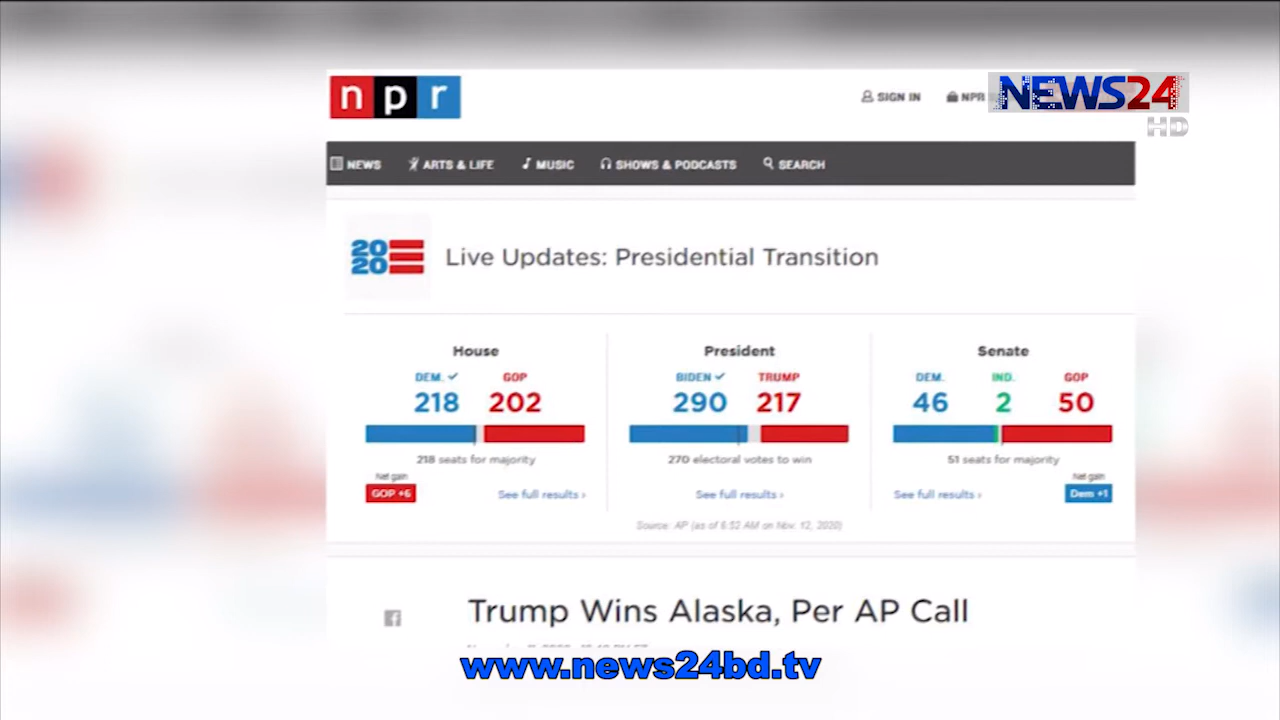 npr
SIGN IN
NPR
NEWS24
HD
NEWS
ARTS & LIFE
MUSIC
SHOWS & PODCASTS
SEARCH
2020
Live Updates: Presidential Transition
House
DEM. ✓ GOP
218 202
218 seats for majority
Net gain
GOP +6
See full results ›
President
BIDEN ✓ TRUMP
290 217
270 electoral votes to win
See full results ›
Senate
DEM. IND. GOP
46 2 50
51 seats for majority
Net gain
See full results ›
Dem +1
Source: AP (as of 6:52 AM on Nov. 12, 2020)
Trump Wins Alaska, Per AP Call
www.news24bd.tv